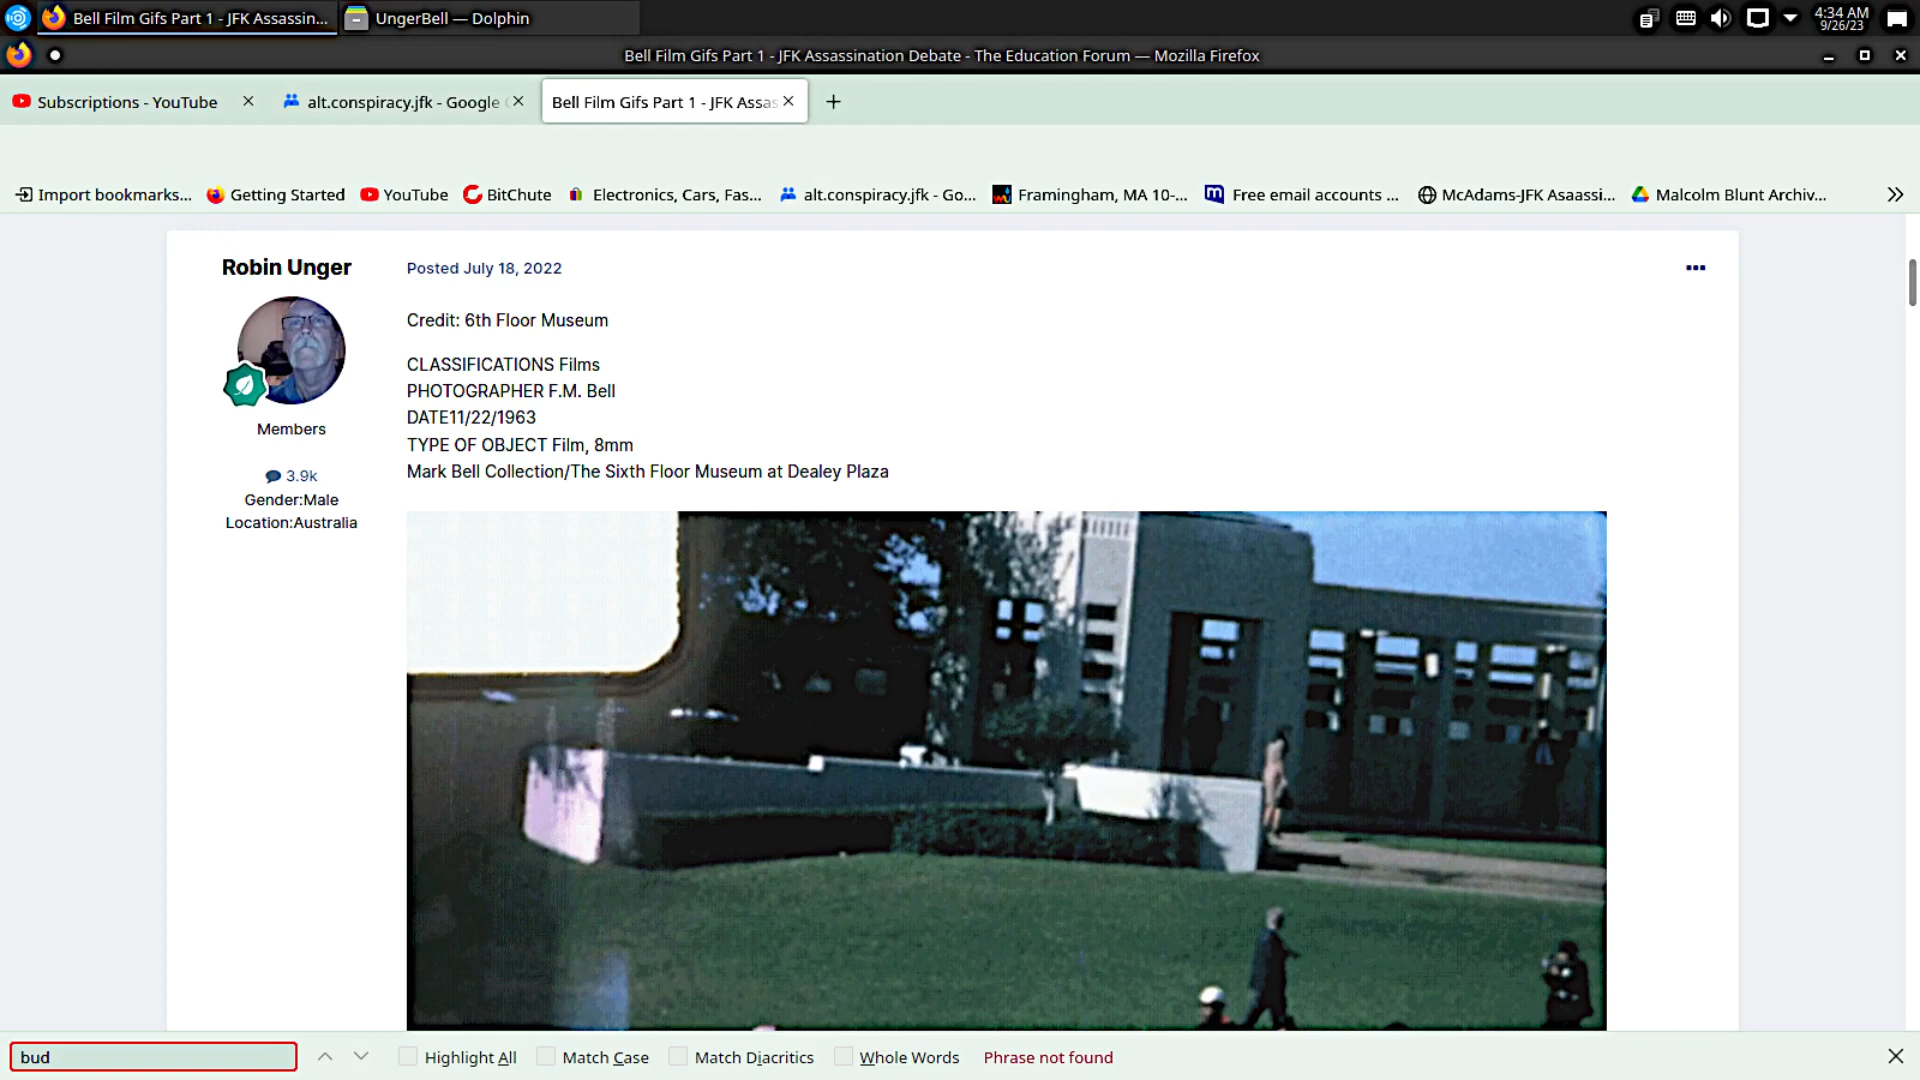 Bell Film Gifs Part 1 - JFK Assassin...
UngerBell — Dolphin
4:34 AM
9/26/23
Bell Film Gifs Part 1 - JFK Assassination Debate - The Education Forum — Mozilla Firefox
Subscriptions - YouTube
alt.conspiracy.jfk - Google
Bell Film Gifs Part 1 - JFK Assas
Import bookmarks...
Getting Started
YouTube
BitChute
Electronics, Cars, Fas...
alt.conspiracy.jfk - Go...
Framingham, MA 10-...
Free email accounts ...
McAdams-JFK Asaassi...
Malcolm Blunt Archiv...
Robin Unger
Members
3.9k
Gender:Male
Location:Australia
Posted July 18, 2022
Credit: 6th Floor Museum
CLASSIFICATIONS Films
PHOTOGRAPHER F.M. Bell
DATE11/22/1963
TYPE OF OBJECT Film, 8mm
Mark Bell Collection/The Sixth Floor Museum at Dealey Plaza
bud
Highlight All
Match Case
Match Diacritics
Whole Words
Phrase not found